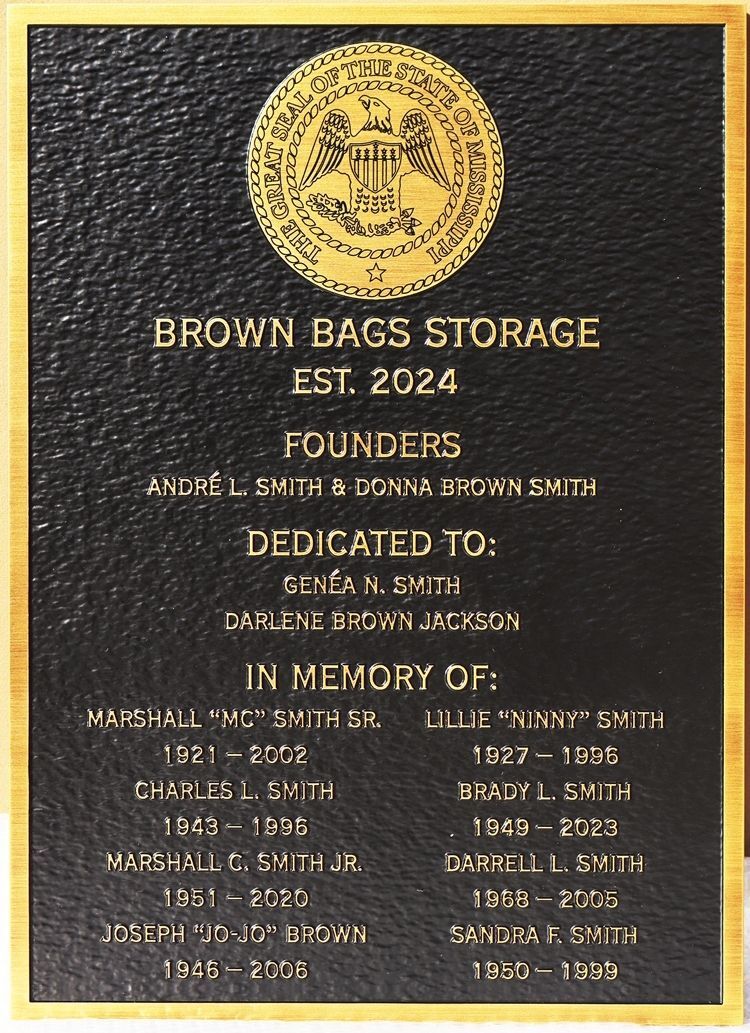 THE GREAT SEAL OF THE STATE OF MISSISSIPPI
BROWN BAGS STORAGE
EST. 2024
FOUNDERS
ANDRÉ L. SMITH & DONNA BROWN SMITH
DEDICATED TO:
GENÉA N. SMITH
DARLENE BROWN JACKSON
IN MEMORY OF:
MARSHALL "MC" SMITH SR. LILLIE "NINNY" SMITH
1921 – 2002 1927 – 1996
CHARLES L. SMITH BRADY L. SMITH
1943 – 1996 1949 – 2023
MARSHALL C. SMITH JR. DARRELL L. SMITH
1951 – 2020 1968 – 2005
JOSEPH "JO-JO" BROWN SANDRA F. SMITH
1946 – 2006 1950 – 1999